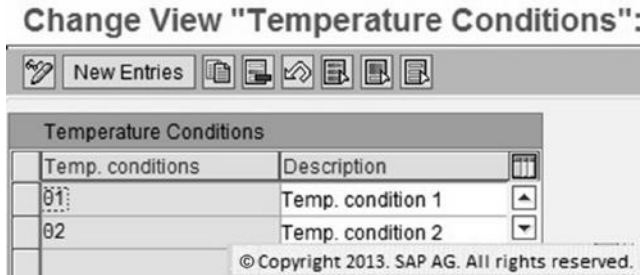 Change View "Temperature Conditions":
New Entries
Temperature Conditions
Temp. conditions Description
01 Temp. condition 1
02 Temp. condition 2
© Copyright 2013. SAP AG. All rights reserved.